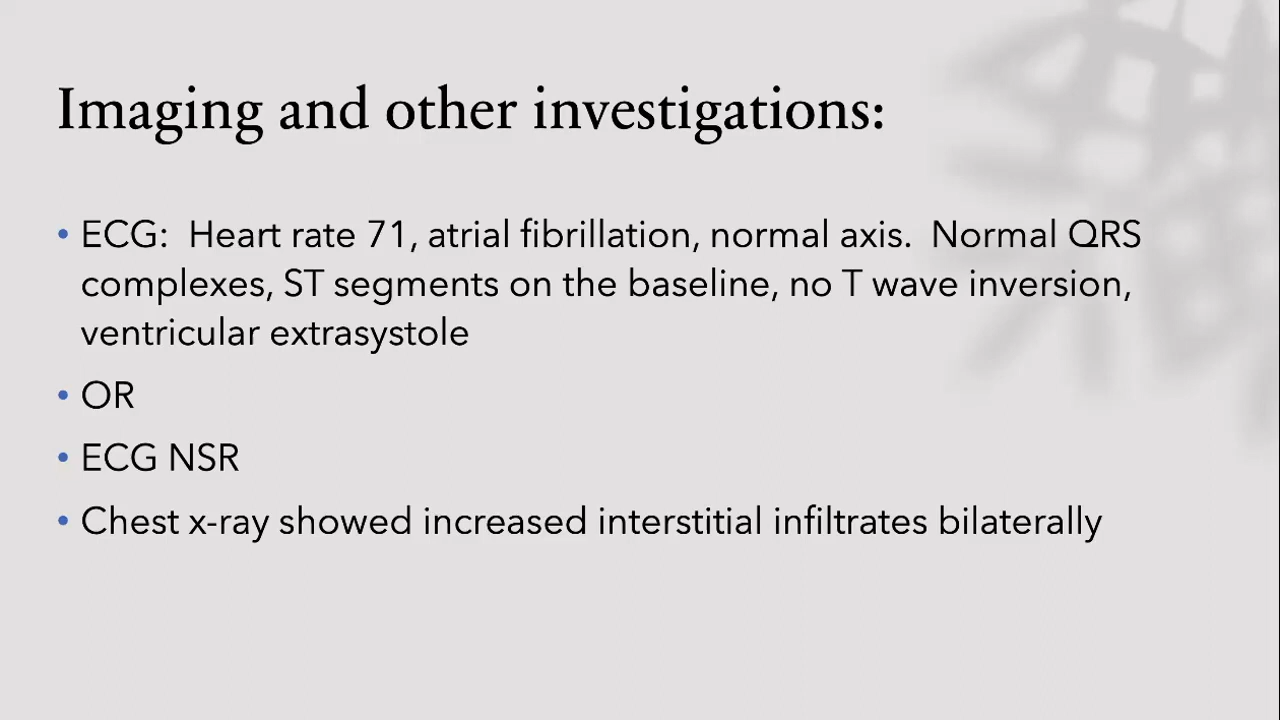 Imaging and other investigations:
• ECG:  Heart rate 71, atrial fibrillation, normal axis.  Normal QRS
complexes, ST segments on the baseline, no T wave inversion,
ventricular extrasystole
• OR
• ECG NSR
• Chest x-ray showed increased interstitial infiltrates bilaterally